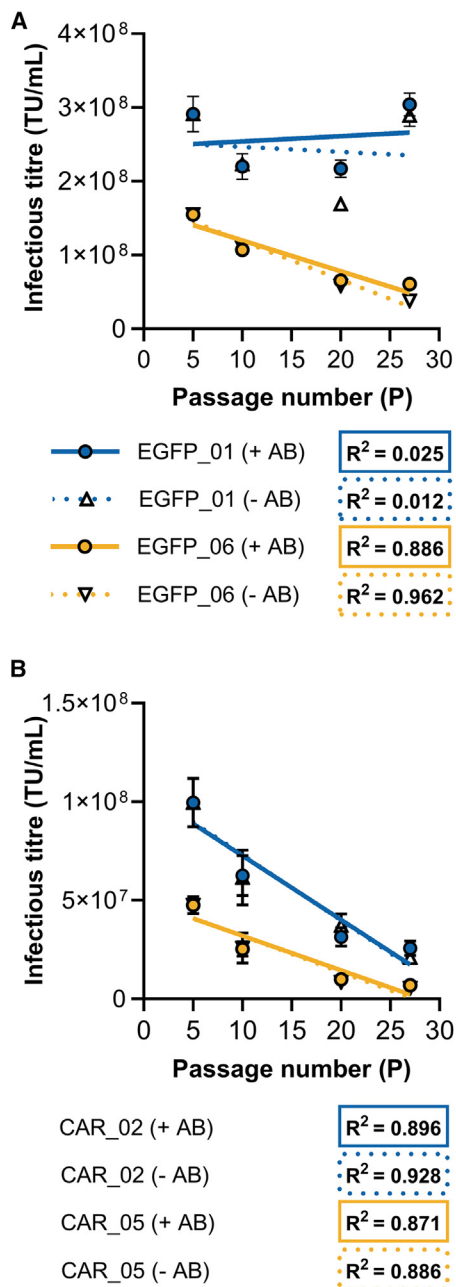 A
4×10⁸
3×10⁸
2×10⁸
1×10⁸
0
Infectious titre (TU/mL)
0 5 10 15 20 25 30
Passage number (P)
EGFP_01 (+ AB) R² = 0.025
EGFP_01 (- AB) R² = 0.012
EGFP_06 (+ AB) R² = 0.886
EGFP_06 (- AB) R² = 0.962
B
1.5×10⁸
1×10⁸
5×10⁷
0
Infectious titre (TU/mL)
0 5 10 15 20 25 30
Passage number (P)
CAR_02 (+ AB) R² = 0.896
CAR_02 (- AB) R² = 0.928
CAR_05 (+ AB) R² = 0.871
CAR_05 (- AB) R² = 0.886